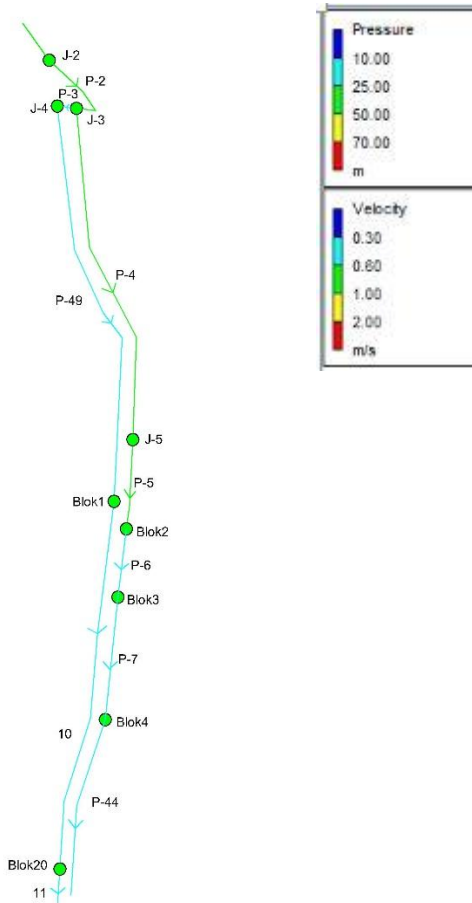 J-2
P-2
P-3
J-4
J-3
P-4
P-49
J-5
P-5
Blok1
Blok2
P-6
Blok3
P-7
Blok4
10
P-44
Blok20
11
Pressure
10.00
25.00
50.00
70.00
m
Velocity
0.30
0.60
1.00
2.00
m/s